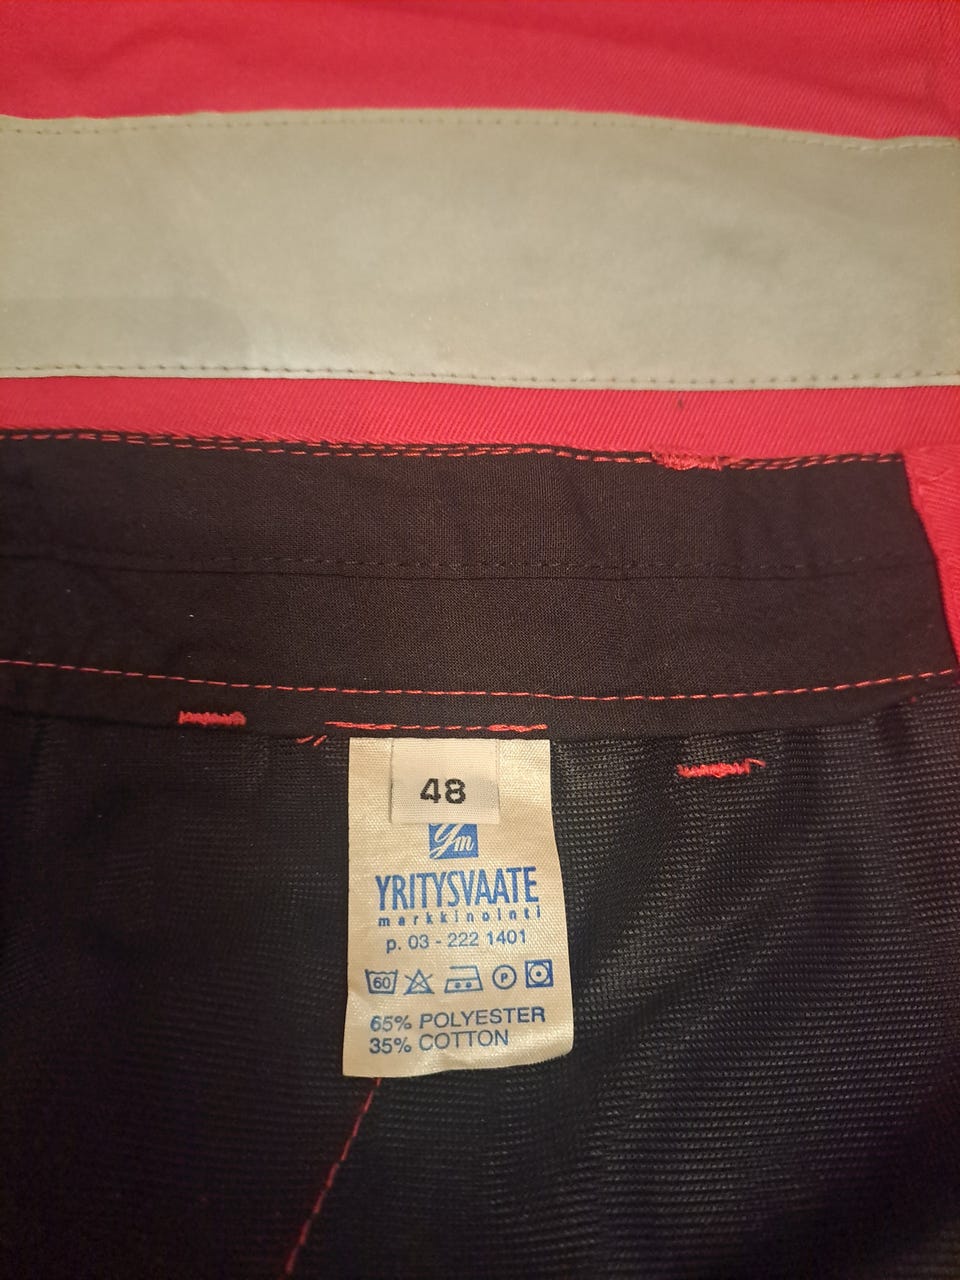 48
ym
YRITYSVAATE
markkinointi
p. 03 - 222 1401
60 P
65% POLYESTER
35% COTTON